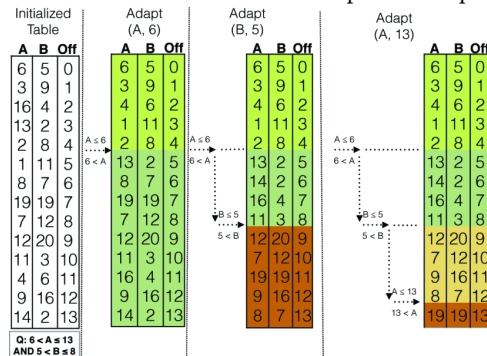 Initialized
Table
A B Off
6 5 0
3 9 1
16 4 2
13 2 3
2 8 4
1 11 5
8 7 6
19 19 7
7 12 8
12 20 9
11 3 10
4 6 11
9 16 12
14 2 13
Q: 6 < A ≤ 13
AND 5 < B ≤ 8
Adapt
(A, 6)
A B Off
A ≤ 6
6 < A
6 5 0
3 9 1
4 6 2
1 11 3
2 8 4
13 2 5
8 7 6
19 19 7
7 12 8
12 20 9
11 3 10
16 4 11
9 16 12
14 2 13
Adapt
(B, 5)
A B Off
A ≤ 6
6 < A
B ≤ 5
5 < B
6 5 0
3 9 1
4 6 2
1 11 3
2 8 4
13 2 5
14 2 6
16 4 7
11 3 8
12 20 9
7 12 10
19 19 11
9 16 12
8 7 13
Adapt
(A, 13)
A B Off
A ≤ 6
6 < A
B ≤ 5
5 < B
A ≤ 13
13 < A
6 5 0
3 9 1
4 6 2
1 11 3
2 8 4
13 2 5
14 2 6
16 4 7
11 3 8
12 20 9
7 12 10
9 16 11
8 7 12
19 19 13